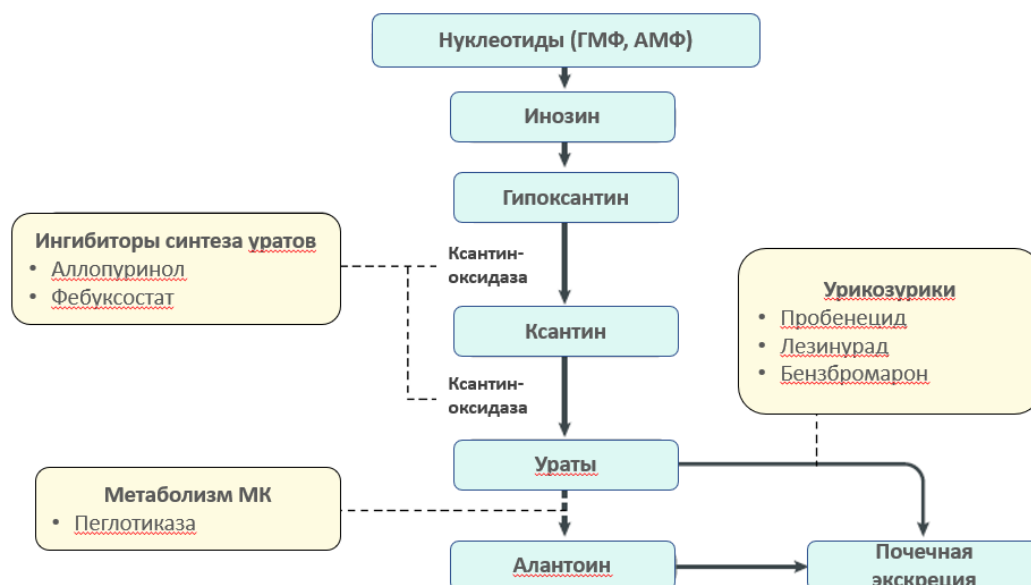 Нуклеотиды (ГМФ, АМФ)
Инозин
Гипоксантин
Ингибиторы синтеза уратов
• Аллопуринол
• Фебуксостат
Ксантин-
оксидаза
Урикозурики
• Пробенецид
• Лезинурад
• Бензбромарон
Ксантин
Ксантин-
оксидаза
Ураты
Метаболизм МК
• Пеглотиказа
Алантоин
Почечная
экскреция